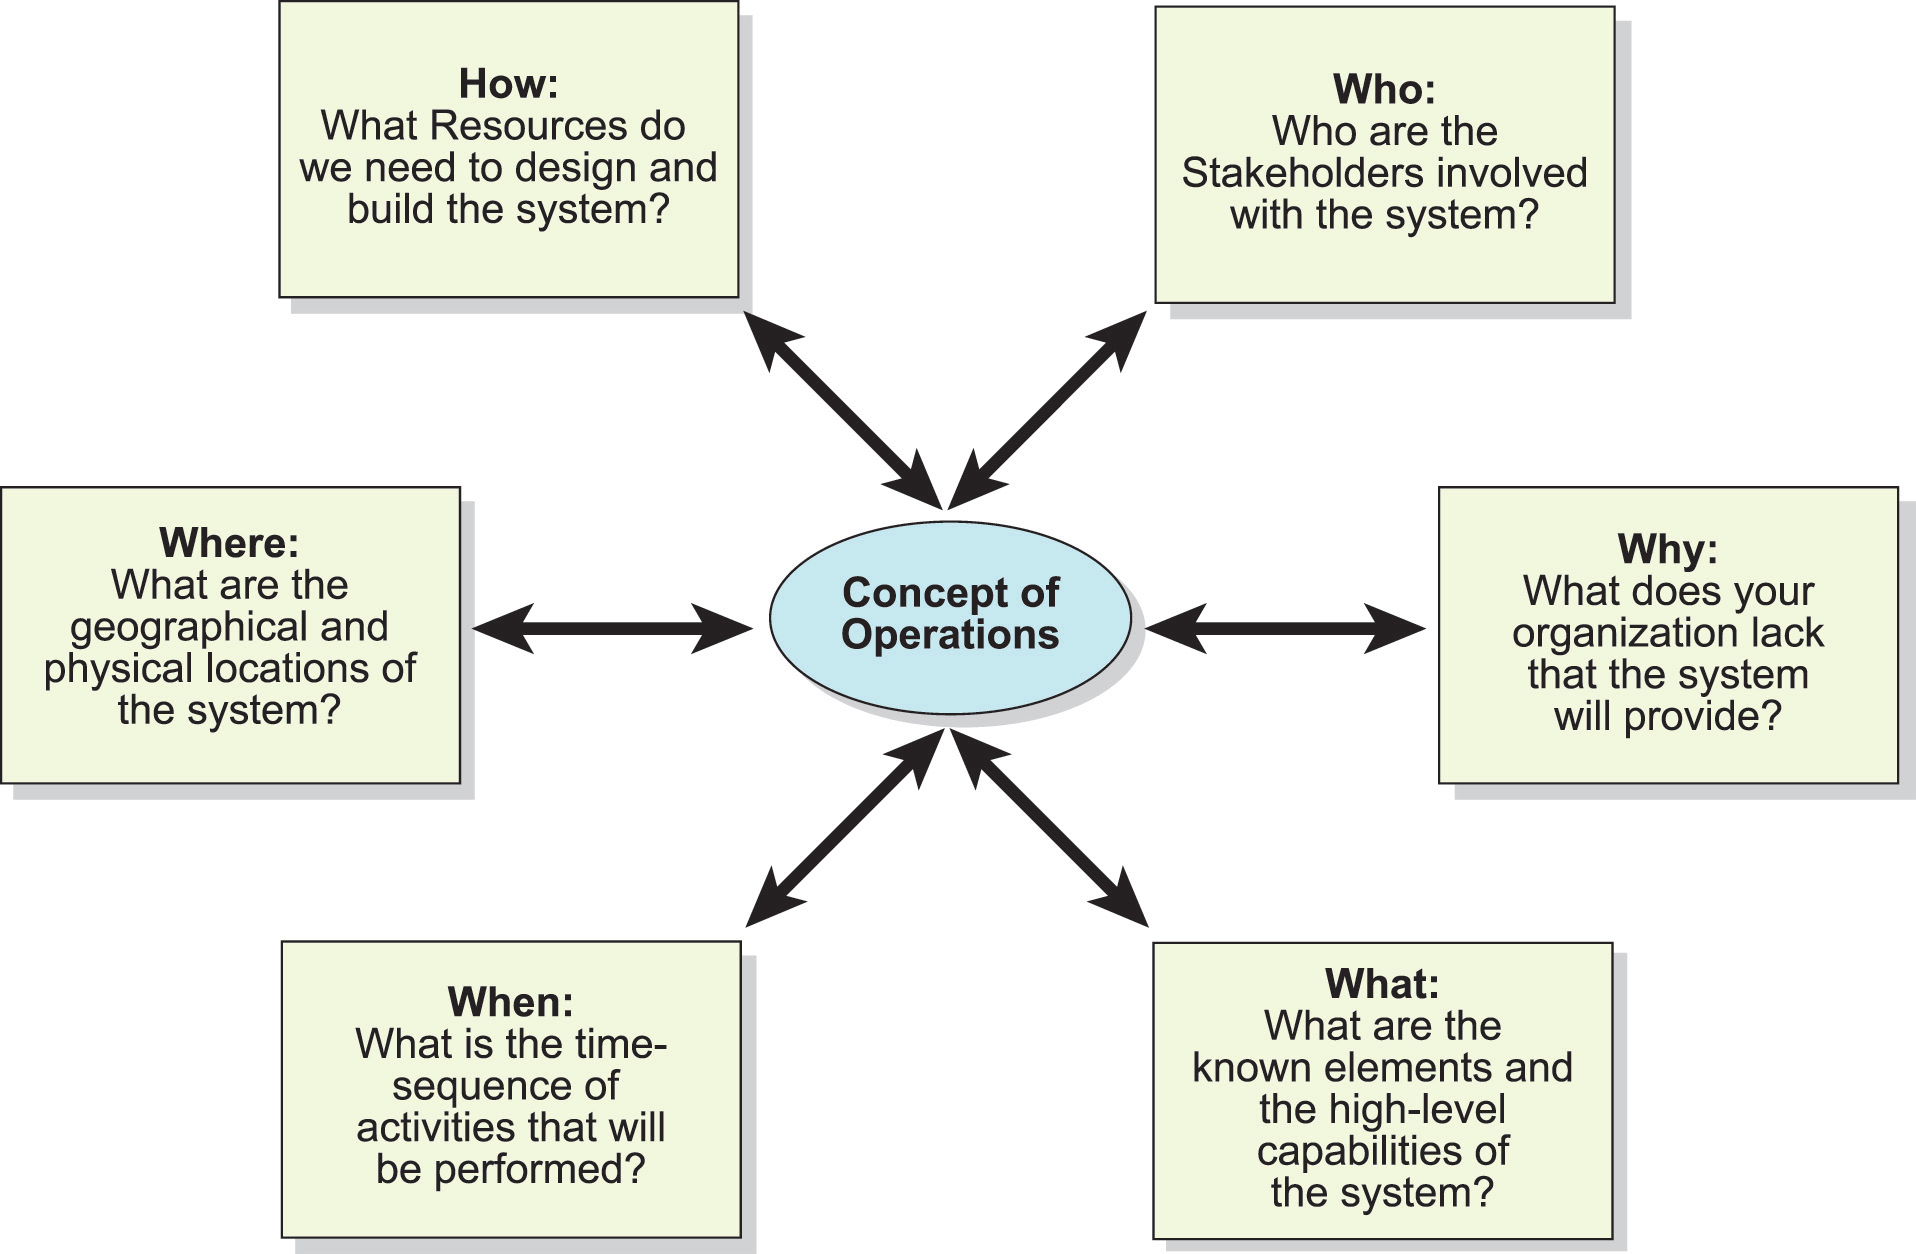 How:
What Resources do
we need to design and
build the system?
Who:
Who are the
Stakeholders involved
with the system?
Where:
What are the
geographical and
physical locations of
the system?
Concept of
Operations
Why:
What does your
organization lack
that the system
will provide?
When:
What is the time-
sequence of
activities that will
be performed?
What:
What are the
known elements and
the high-level
capabilities of
the system?